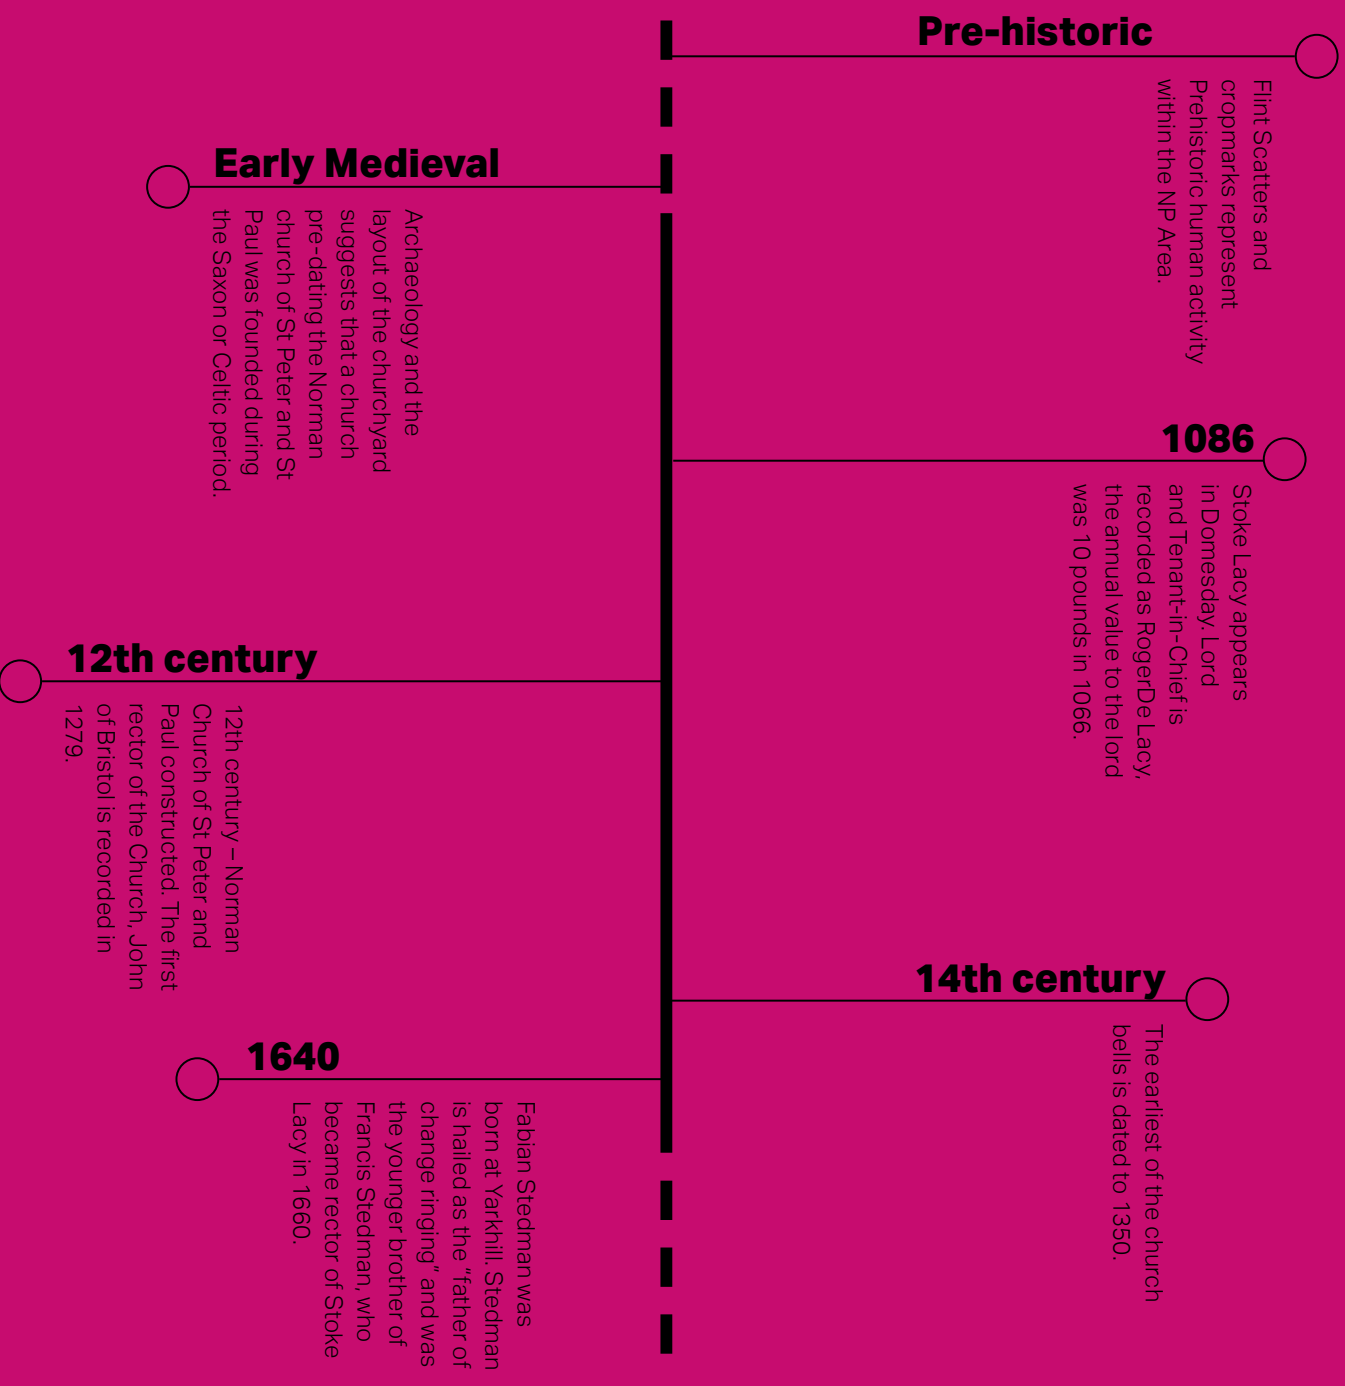 Pre-historic
Flint Scatters and
cropmarks represent
Prehistoric human activity
within the NP Area.
Early Medieval
Archaeology and the
layout of the churchyard
suggests that a church
pre-dating the Norman
church of St Peter and St
Paul was founded during
the Saxon or Celtic period.
1086
Stoke Lacy appears
in Domesday. Lord
and Tenant-in-Chief is
recorded as RogerDe Lacy,
the annual value to the lord
was 10 pounds in 1066.
12th century
12th century – Norman
Church of St Peter and
Paul constructed. The first
rector of the Church, John
of Bristol is recorded in
1279.
14th century
The earliest of the church
bells is dated to 1350.
1640
Fabian Stedman was
born at Yarkhill. Stedman
is hailed as the “father of
change ringing” and was
the younger brother of
Francis Stedman, who
became rector of Stoke
Lacy in 1660.